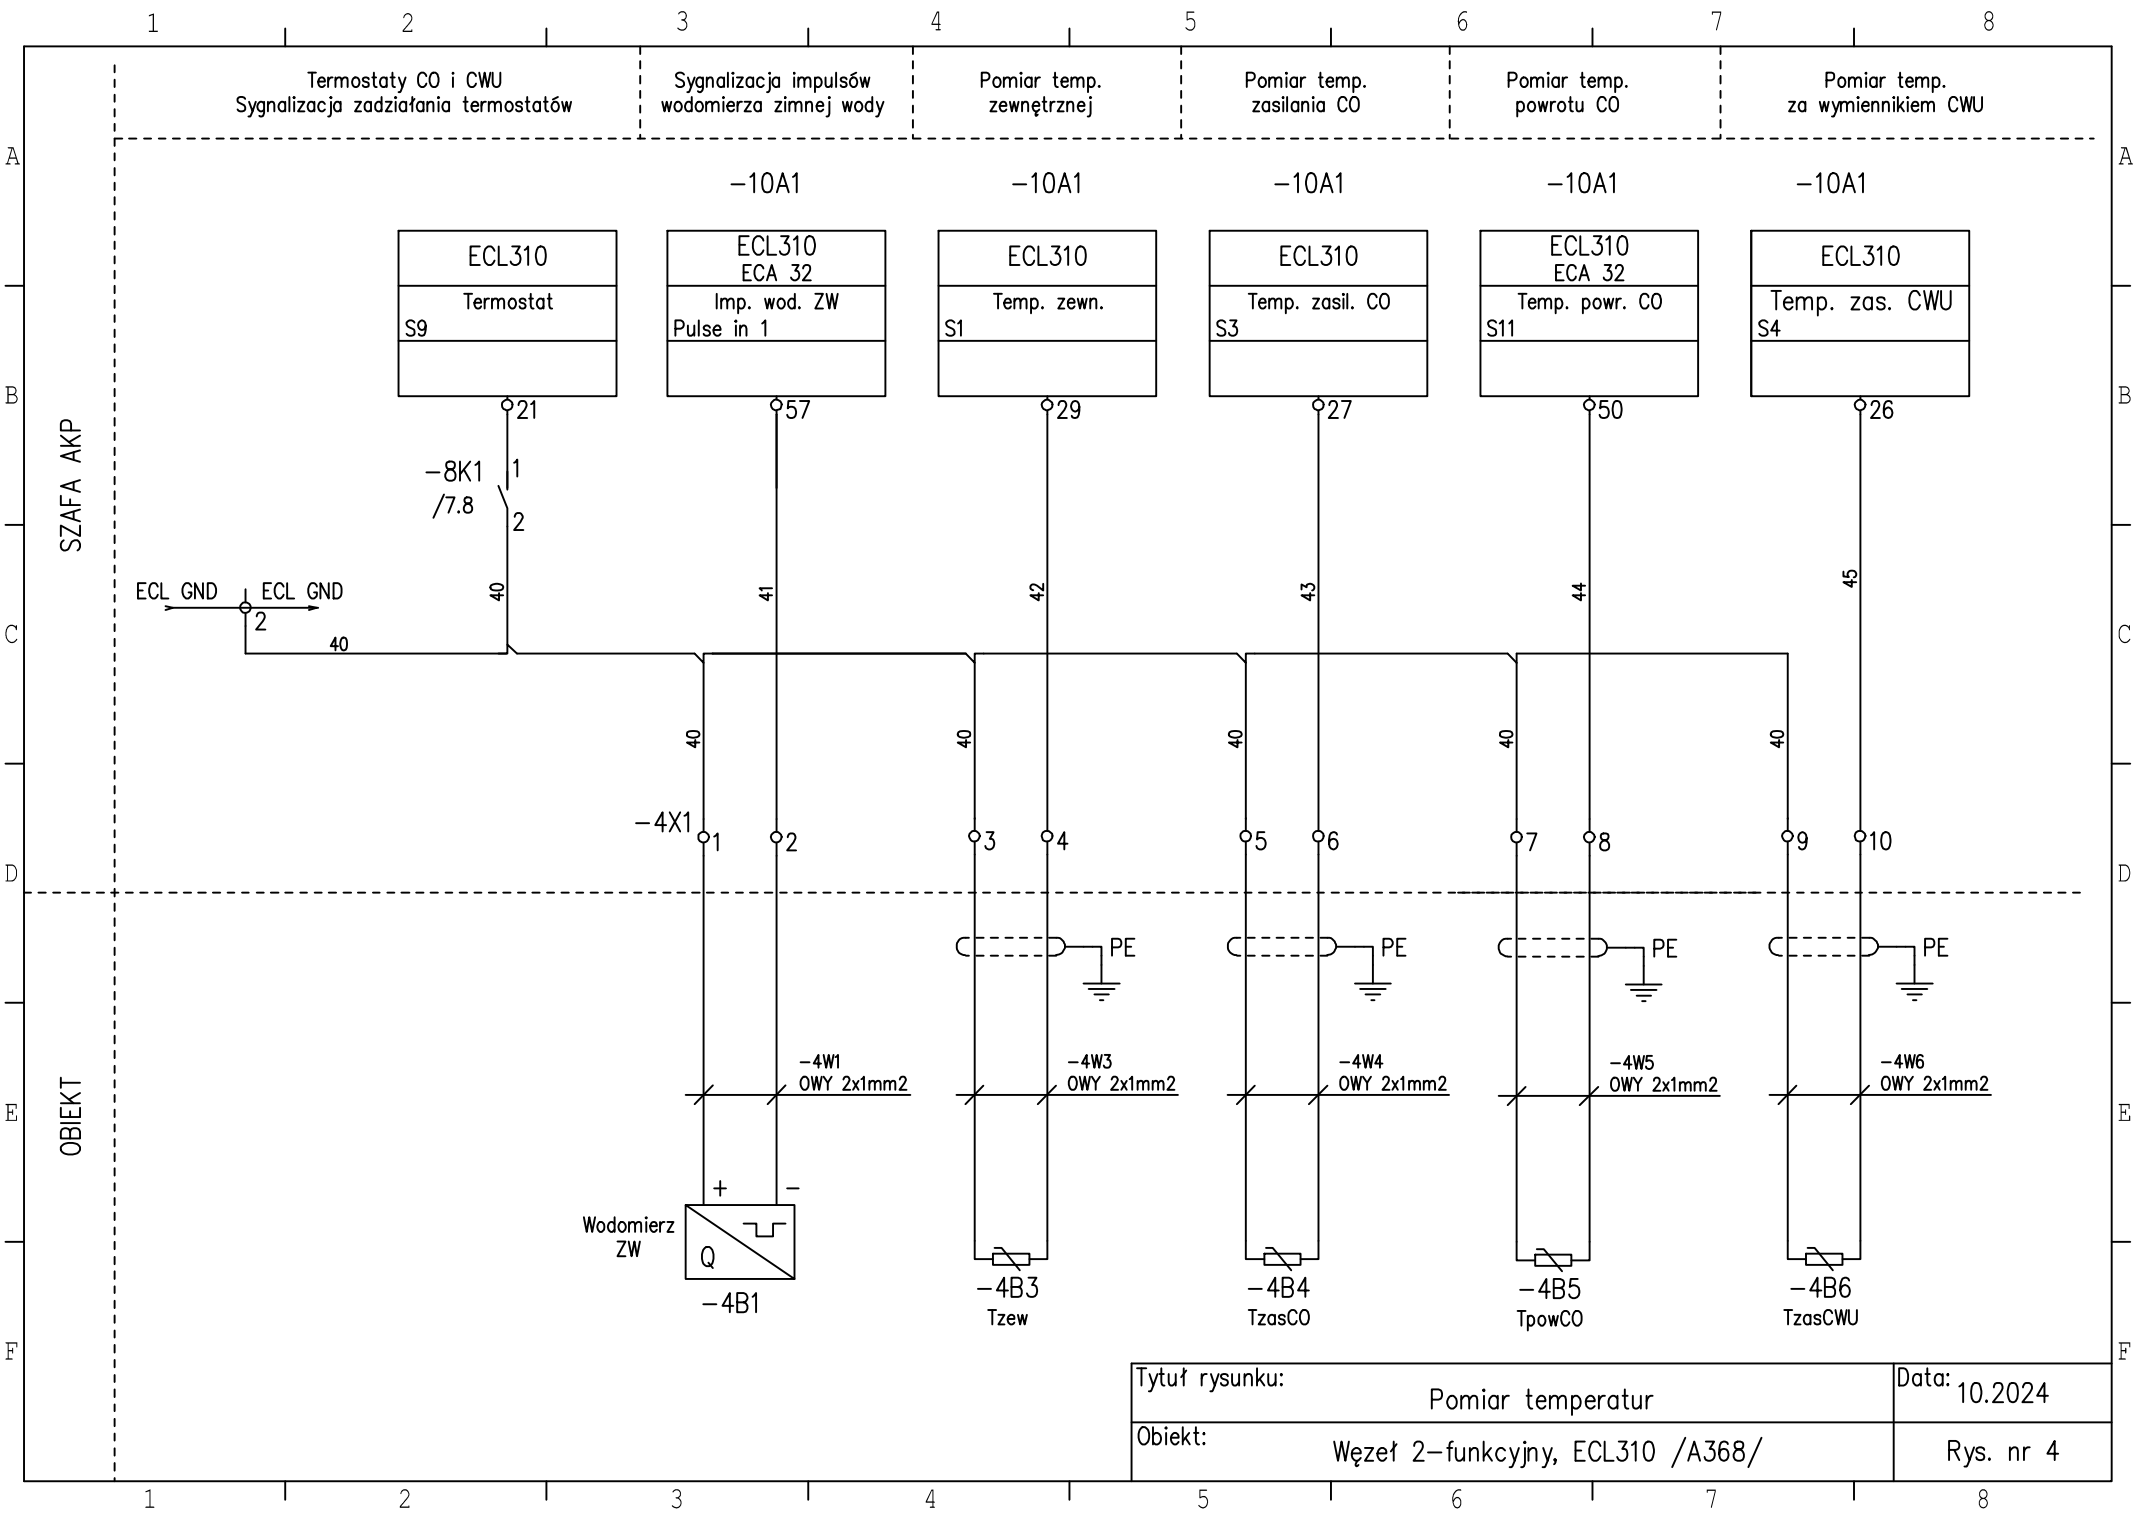 1 2 3 4 5 6 7 8
Termostaty CO i CWU
Sygnalizacja zadziałania termostatów
Sygnalizacja impulsów
wodomierza zimnej wody
Pomiar temp.
zewnętrznej
Pomiar temp.
zasilania CO
Pomiar temp.
powrotu CO
Pomiar temp.
za wymiennikiem CWU
A A
-10A1 -10A1 -10A1 -10A1 -10A1
ECL310
Termostat
S9
21
ECL310
ECA 32
Imp. wod. ZW
Pulse in 1
57
ECL310
Temp. zewn.
S1
29
ECL310
Temp. zasil. CO
S3
27
ECL310
ECA 32
Temp. powr. CO
S11
50
ECL310
Temp. zas. CWU
S4
26
B B
SZAFA AKP
-8K1 1
/7.8
2
ECL GND ECL GND
2
40 41 42 43 44 45
C C
40
40 40 40 40 40
-4X1
1 2 3 4 5 6 7 8 9 10
D D
PE PE PE PE
-4W1
OWY 2x1mm2
-4W3
OWY 2x1mm2
-4W4
OWY 2x1mm2
-4W5
OWY 2x1mm2
-4W6
OWY 2x1mm2
E E
OBIEKT
+ -
Wodomierz
ZW
Q
-4B1
-4B3
Tzew
-4B4
TzasCO
-4B5
TpowCO
-4B6
TzasCWU
F F
Tytuł rysunku:
Pomiar temperatur
Data: 10.2024
Obiekt:
Węzeł 2-funkcyjny, ECL310 /A368/
Rys. nr 4
1 2 3 4 5 6 7 8